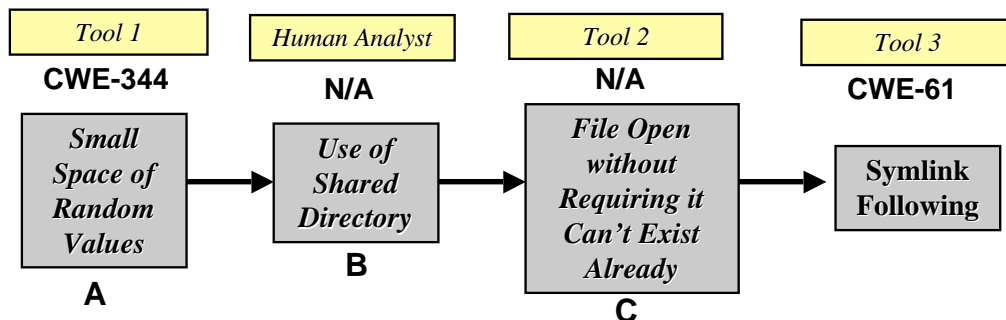 Tool 1
Human Analyst
Tool 2
Tool 3
CWE-344
N/A
N/A
CWE-61
Small
Space of
Random
Values
Use of
Shared
Directory
File Open
without
Requiring it
Can't Exist
Already
Symlink
Following
A
B
C